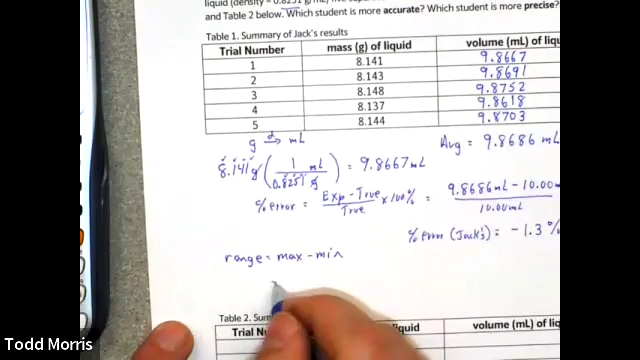 liquid (density = 0.8251 g/mL)
and Table 2 below. Which student is more accurate? Which student is more precise?
Table 1. Summary of Jack's results
Trial Number mass (g) of liquid volume (mL) of liqu
1 8.141 9.8667
2 8.143 9.8691
3 8.148 9.8752
4 8.137 9.8618
5 8.144 9.8703
g →d mL Avg = 9.8686 mL
8.141 g (1 mL / 0.8251 g) = 9.8667 mL
% error = Exp - True / True × 100% = 9.8686 mL - 10.00 m / 10.00 mL
% Error (Jack's) = -1.3 %
range = max - min
Table 2. Sum
Trial Nu liquid volume (mL) of liqu
Todd Morris